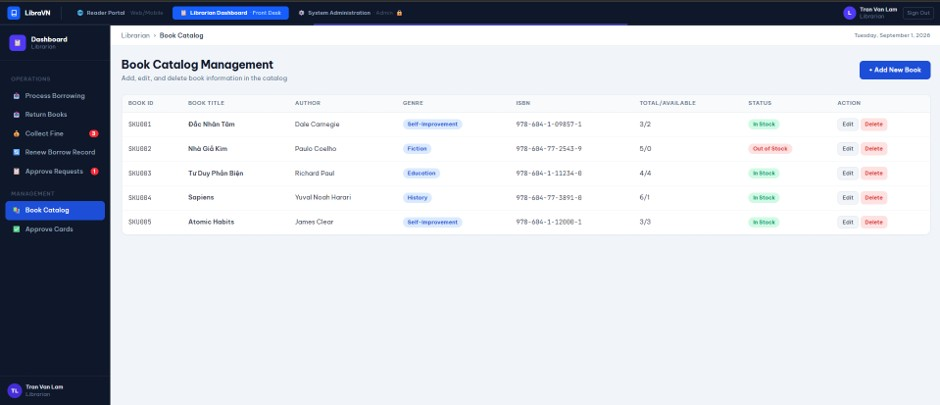 LibraVN
Reader Portal Web/Mobile
Librarian Dashboard Front Desk
System Administration Admin
L
Tran Van Lam
Librarian
Sign Out
Dashboard
Librarian
OPERATIONS
Process Borrowing
Return Books
Collect Fine 3
Renew Borrow Record
Approve Requests 1
MANAGEMENT
Book Catalog
Approve Cards
TL
Tran Van Lam
Librarian
Librarian › Book Catalog
Tuesday, September 1, 2026
Book Catalog Management
Add, edit, and delete book information in the catalog
+ Add New Book
BOOK ID BOOK TITLE AUTHOR GENRE ISBN TOTAL/AVAILABLE STATUS ACTION
SKU001 Đắc Nhân Tâm Dale Carnegie Self-Improvement 978-604-1-09857-1 3/2 In Stock Edit Delete
SKU002 Nhà Giả Kim Paulo Coelho Fiction 978-604-77-2543-9 5/0 Out of Stock Edit Delete
SKU003 Tư Duy Phản Biện Richard Paul Education 978-604-1-11234-0 4/4 In Stock Edit Delete
SKU004 Sapiens Yuval Noah Harari History 978-604-77-3891-0 6/1 In Stock Edit Delete
SKU005 Atomic Habits James Clear Self-Improvement 978-604-1-12000-1 3/3 In Stock Edit Delete